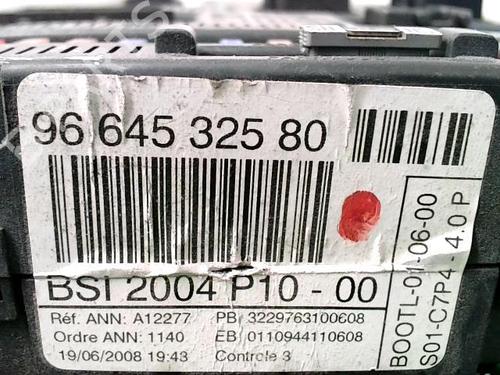 96 645 325 80
BSI 2004 P10 - 00
Réf. ANN: A12277 PB: 3229763100608
Ordre ANN: 1140 EB: 0110944110608
19/06/2008 19:43 Controle 3
BOOTL-01-06-00
S01-C7P4 - 4.0 P